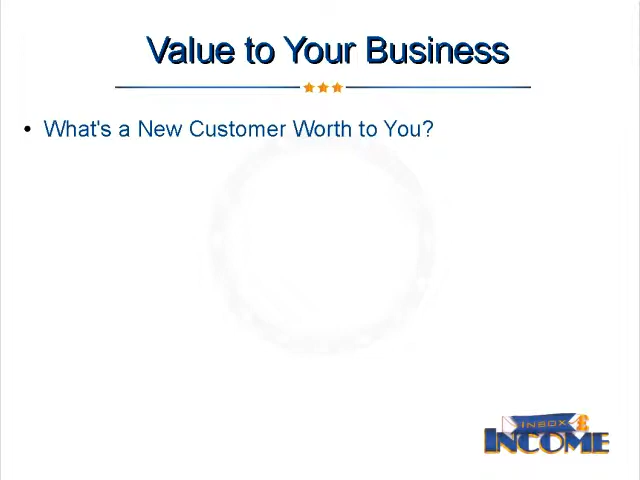 Value to Your Business
• What's a New Customer Worth to You?
INBOX £
INCOME